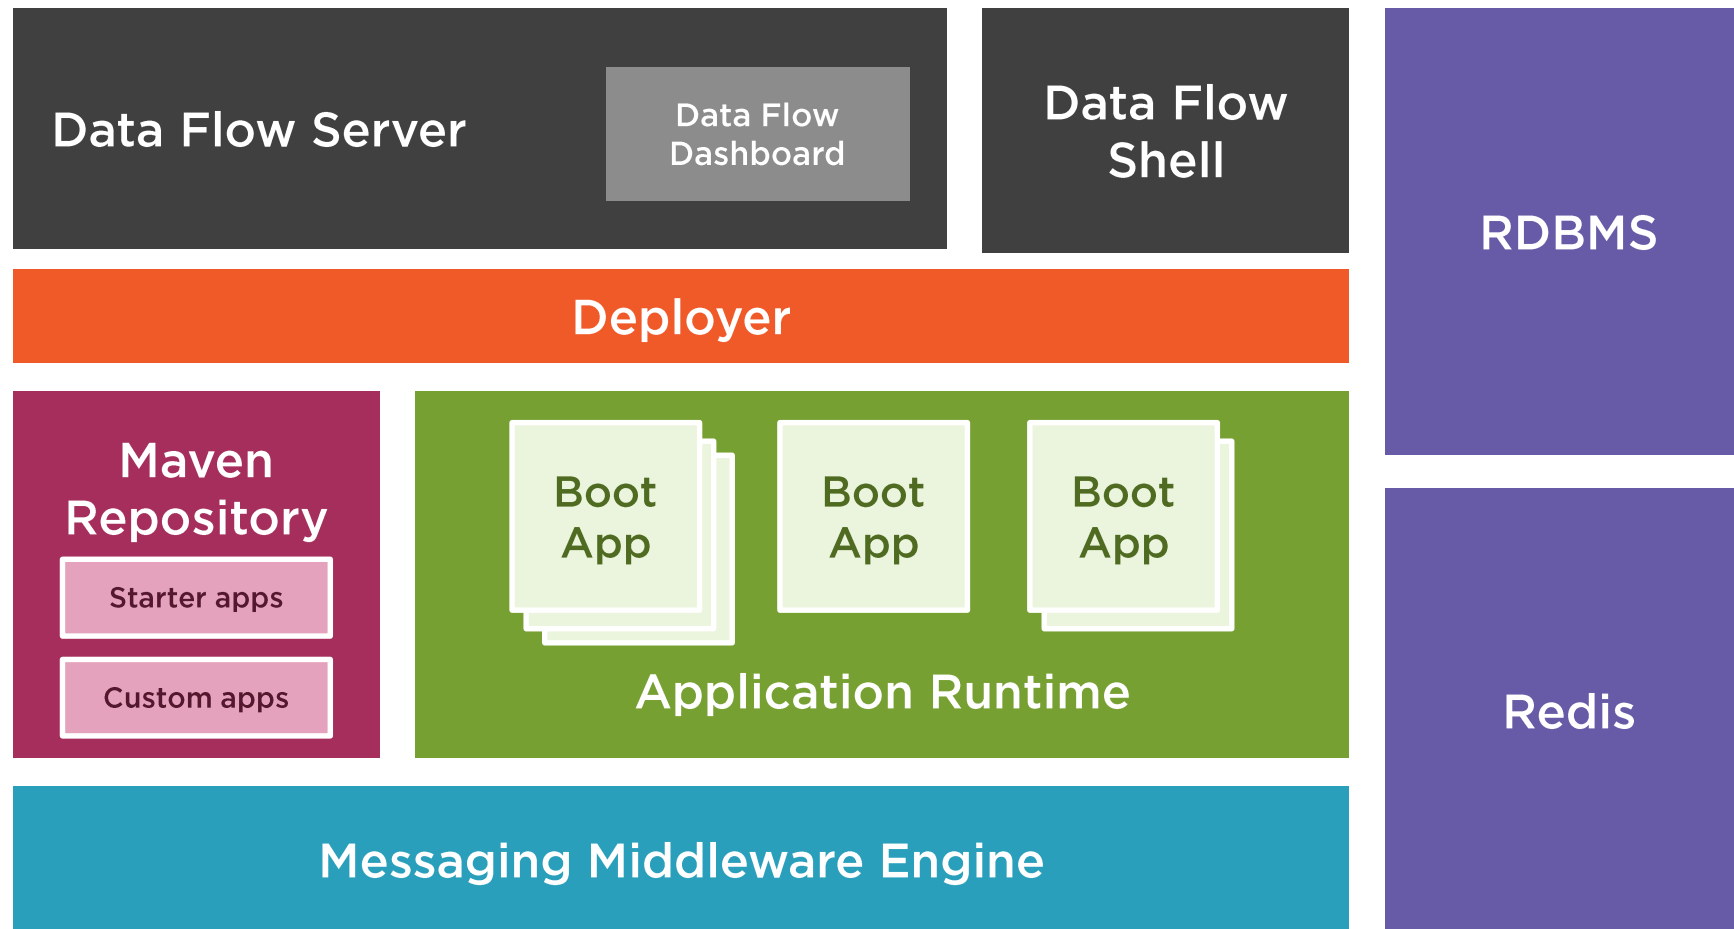 Data Flow Server
Data Flow
Dashboard
Data Flow
Shell
RDBMS
Deployer
Maven
Repository
Starter apps
Custom apps
Boot
App
Boot
App
Boot
App
Application Runtime
Redis
Messaging Middleware Engine